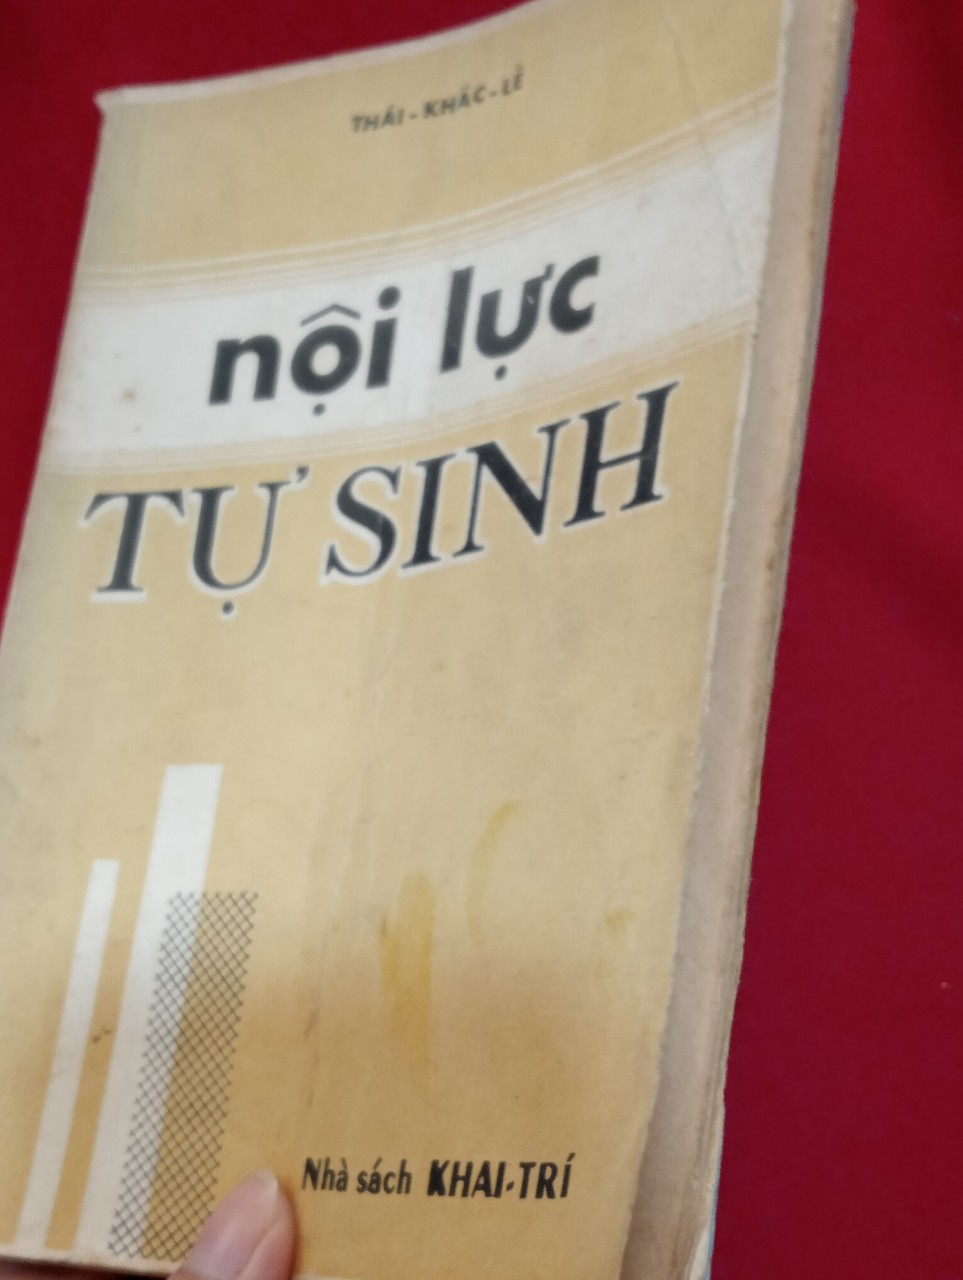 THÁI-KHẮC-LỄ
nội lực
TỰ SINH
Nhà sách KHAI-TRÍ